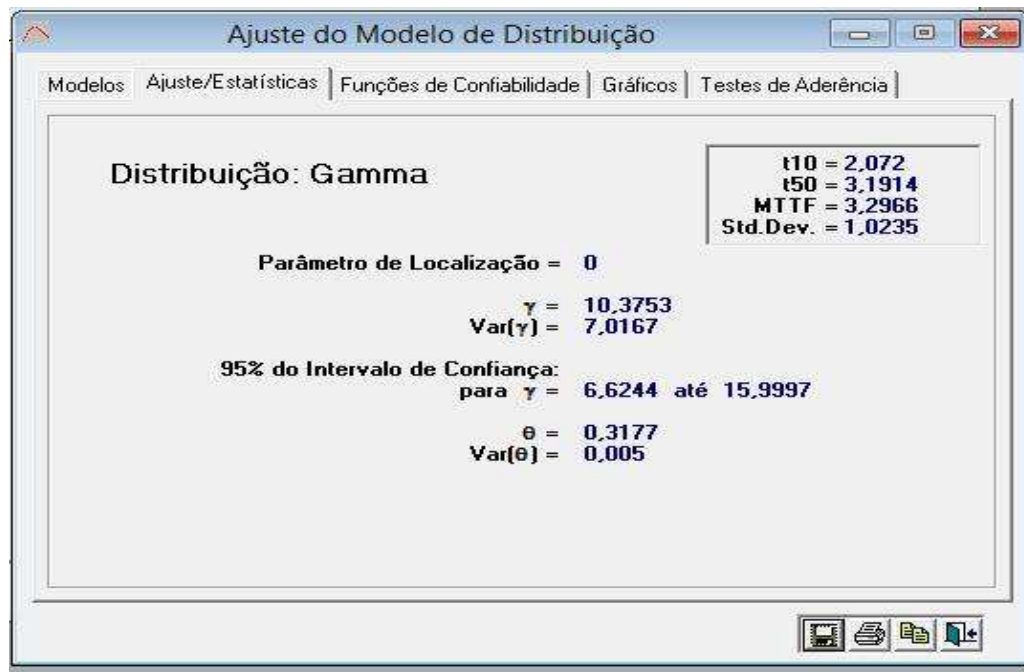 Ajuste do Modelo de Distribuição
Modelos Ajuste/Estatísticas Funções de Confiabilidade Gráficos Testes de Aderência
Distribuição: Gamma
t10 = 2,072
t50 = 3,1914
MTTF = 3,2966
Std.Dev. = 1,0235
Parâmetro de Localização = 0
γ = 10,3753
Var(γ) = 7,0167
95% do Intervalo de Confiança:
para γ = 6,6244 até 15,9997
θ = 0,3177
Var(θ) = 0,005